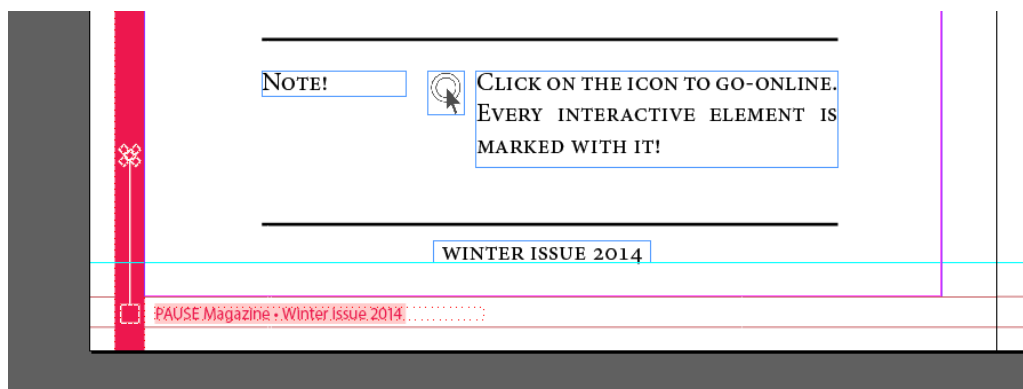 NOTE!
CLICK ON THE ICON TO GO-ONLINE.
EVERY INTERACTIVE ELEMENT IS
MARKED WITH IT!
WINTER ISSUE 2014
PAUSE Magazine • Winter Issue 2014